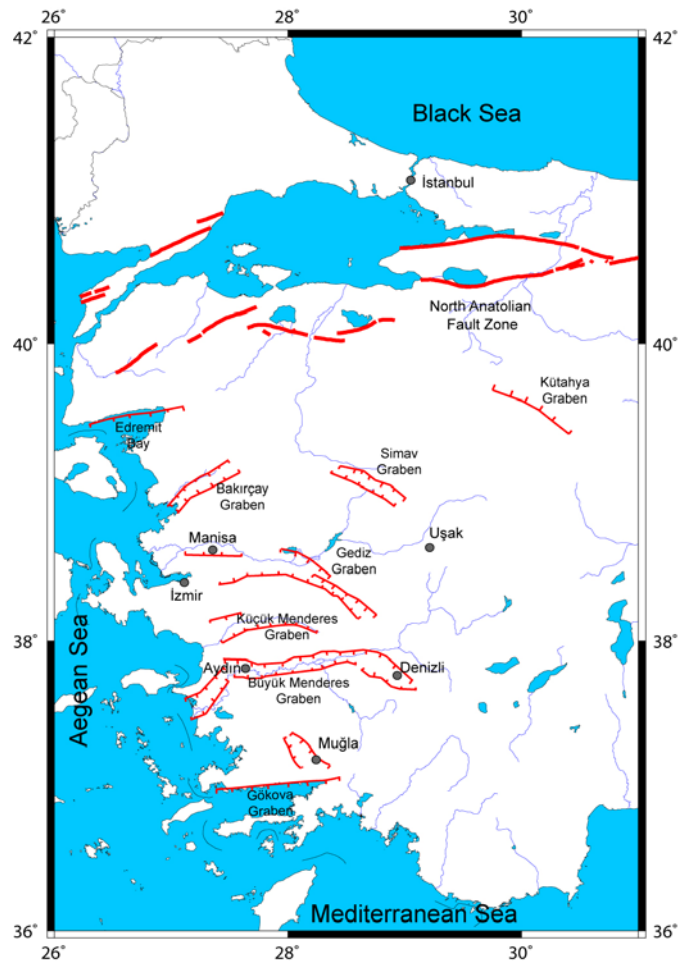 26°
28°
30°
42°
42°
Black Sea
İstanbul
North Anatolian
Fault Zone
40°
40°
Kütahya
Graben
Edremit
Bay
Simav
Graben
Bakırçay
Graben
Manisa
Uşak
Gediz
Graben
İzmir
Küçük Menderes
Graben
38°
38°
Aegean Sea
Aydın
Denizli
Büyük Menderes
Graben
Muğla
Gökova
Graben
Mediterranean Sea
36°
36°
26°
28°
30°